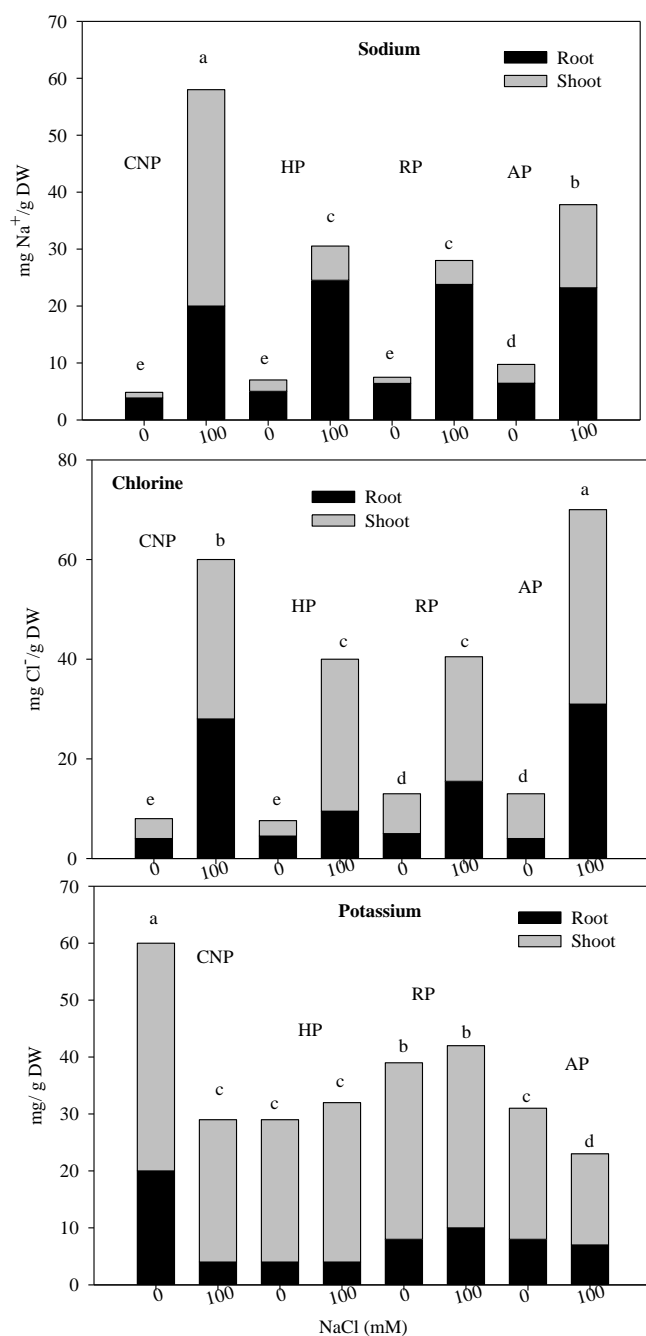 70
Sodium
Root
a
60
Shoot
50
CNP
HP
RP
AP
b
40
c
c
30
20
d
e
e
e
10
0
0
100
0
100
0
100
0
100
mg Na+/g DW
80
Chlorine
Root
a
Shoot
CNP
b
60
AP
HP
RP
c
c
40
20
d
d
e
e
0
0
100
0
100
0
100
0
100
mg Cl-/g DW
70
a
Potassium
Root
Shoot
60
CNP
50
RP
HP
b
b
AP
40
c
c
c
c
30
d
20
10
0
0
100
0
100
0
100
0
100
mg/ g DW
NaCl (mM)